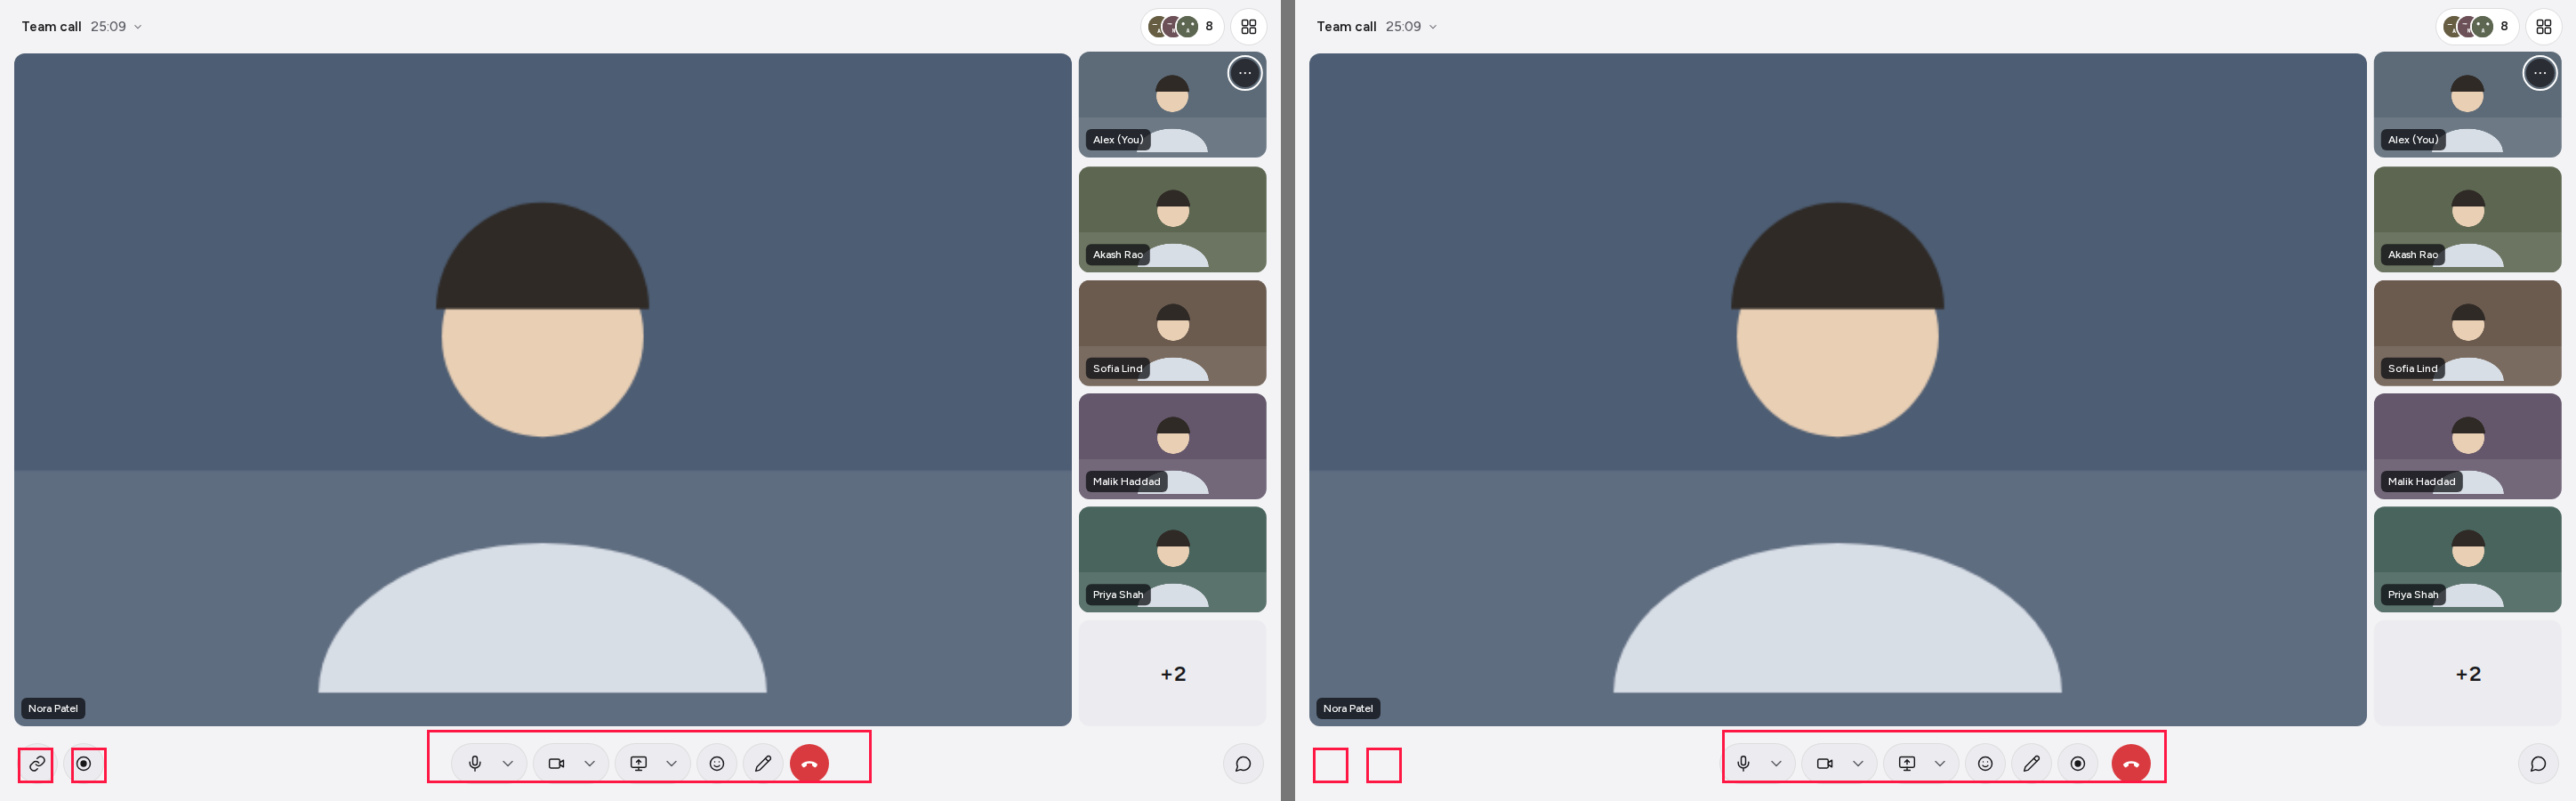 Team call 25:09
8
Alex (You)
Akash Rao
Sofia Lind
Malik Haddad
Priya Shah
+2
Nora Patel
Team call 25:09
8
Alex (You)
Akash Rao
Sofia Lind
Malik Haddad
Priya Shah
+2
Nora Patel